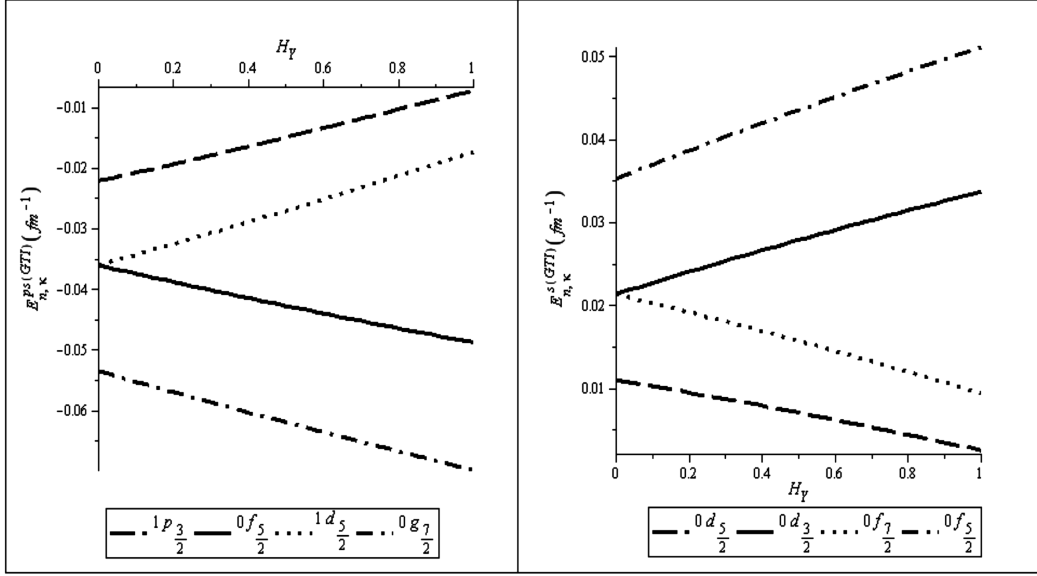 H_Y
0 0.2 0.4 0.6 0.8 1
−0.01
−0.02
−0.03
−0.04
−0.05
−0.06
E^{ps(GTI)}_{n, κ} (fm^{−1})
1p_{3/2} 0f_{5/2} 1d_{5/2} 0g_{7/2}
0.05
0.04
0.03
0.02
0.01
E^{s(GTI)}_{n, κ} (fm^{−1})
0 0.2 0.4 0.6 0.8 1
H_Y
0d_{5/2} 0d_{3/2} 0f_{7/2} 0f_{5/2}